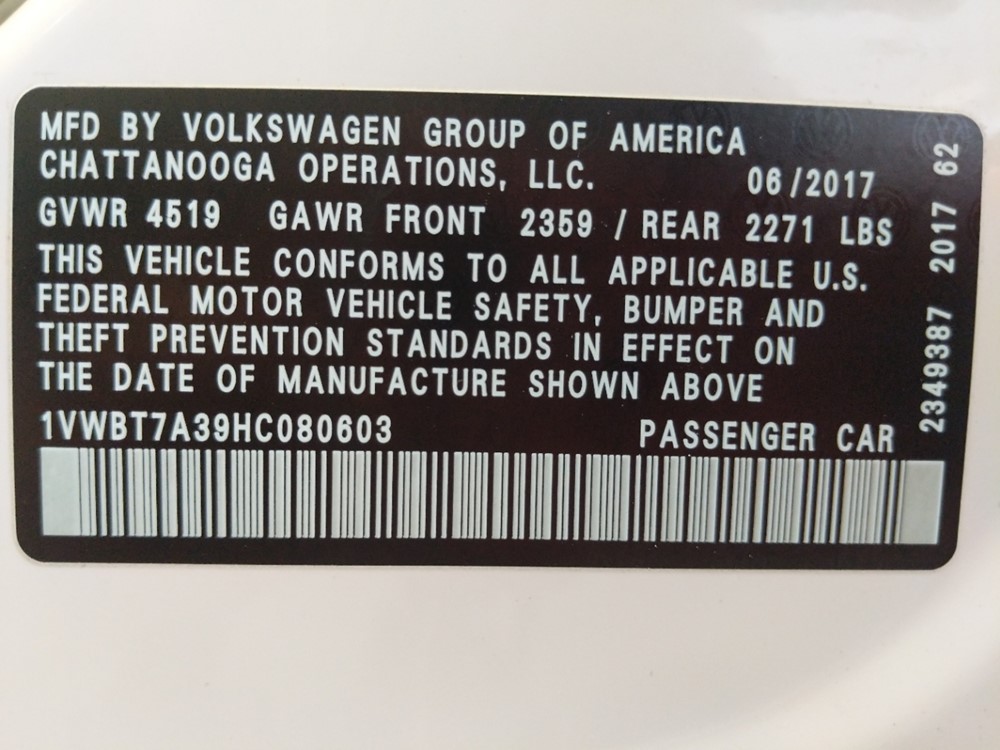 MFD BY VOLKSWAGEN GROUP OF AMERICA
CHATTANOOGA OPERATIONS, LLC. 06/2017
GVWR 4519 GAWR FRONT 2359 / REAR 2271 LBS
THIS VEHICLE CONFORMS TO ALL APPLICABLE U.S.
FEDERAL MOTOR VEHICLE SAFETY, BUMPER AND
THEFT PREVENTION STANDARDS IN EFFECT ON
THE DATE OF MANUFACTURE SHOWN ABOVE
1VWBT7A39HC080603 PASSENGER CAR
2349387 2017 62